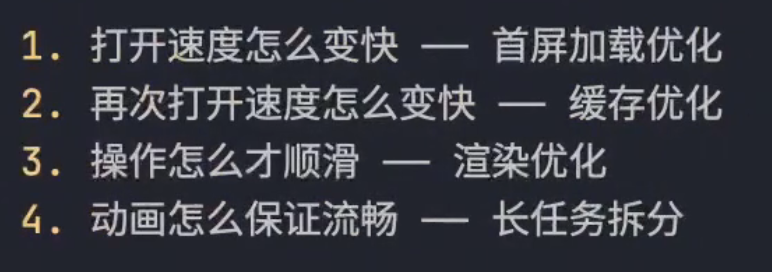 1. 打开速度怎么变快 —— 首屏加载优化
2. 再次打开速度怎么变快 —— 缓存优化
3. 操作怎么才顺滑 —— 渲染优化
4. 动画怎么保证流畅 —— 长任务拆分